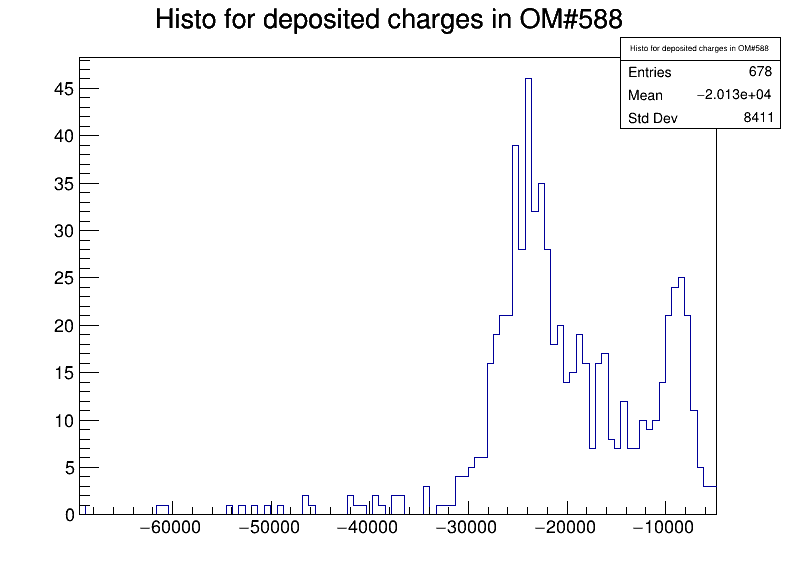 Histo for deposited charges in OM#588
Histo for deposited charges in OM#588
Entries 678
Mean −2.013e+04
Std Dev 8411
45
40
35
30
25
20
15
10
5
0
−60000 −50000 −40000 −30000 −20000 −10000